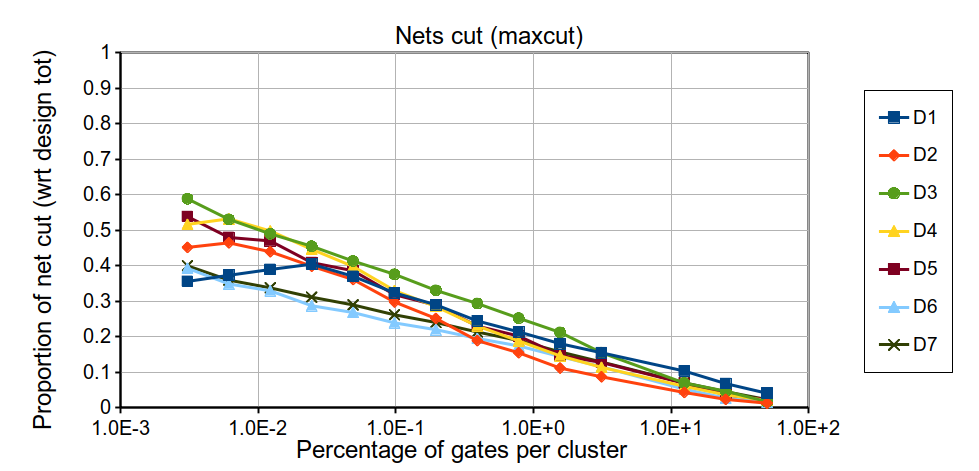 Nets cut (maxcut)
Proportion of net cut (wrt design tot)
1
0.9
0.8
0.7
0.6
0.5
0.4
0.3
0.2
0.1
0
1.0E-3 1.0E-2 1.0E-1 1.0E+0 1.0E+1 1.0E+2
Percentage of gates per cluster
D1
D2
D3
D4
D5
D6
D7